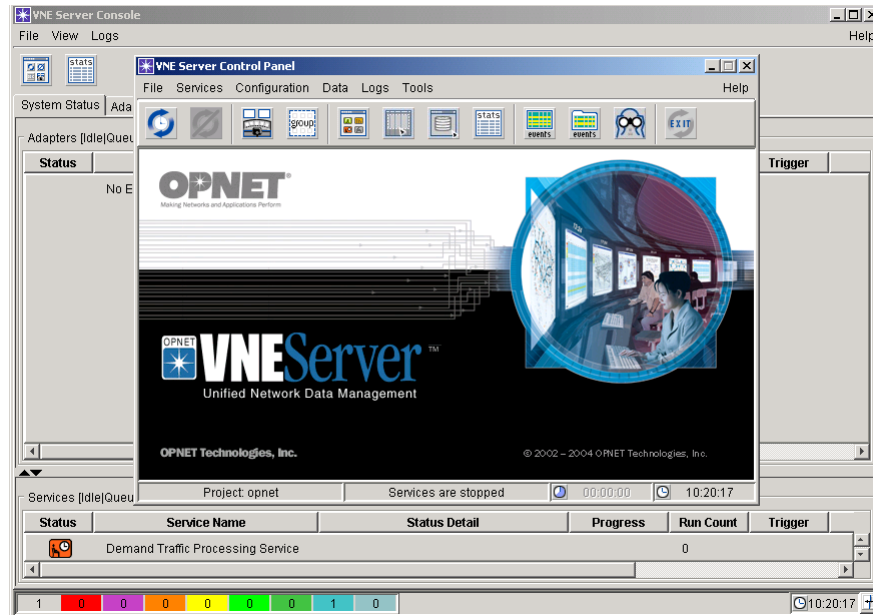 VNE Server Console
File View Logs Help
stats
System Status Ada
Adapters [Idle|Queu
Status Trigger
No E
VNE Server Control Panel
File Services Configuration Data Logs Tools Help
group stats events events EXIT
OPNET®
Making Networks and Applications Perform
OPNET
VNEServer™
Unified Network Data Management
OPNET Technologies, Inc.
© 2002 – 2004 OPNET Technologies, Inc.
Project: opnet Services are stopped 00:00:00 10:20:17
Services [Idle|Queu
Status Service Name Status Detail Progress Run Count Trigger
Demand Traffic Processing Service 0
1 0 0 0 0 0 1 0 10:20:17